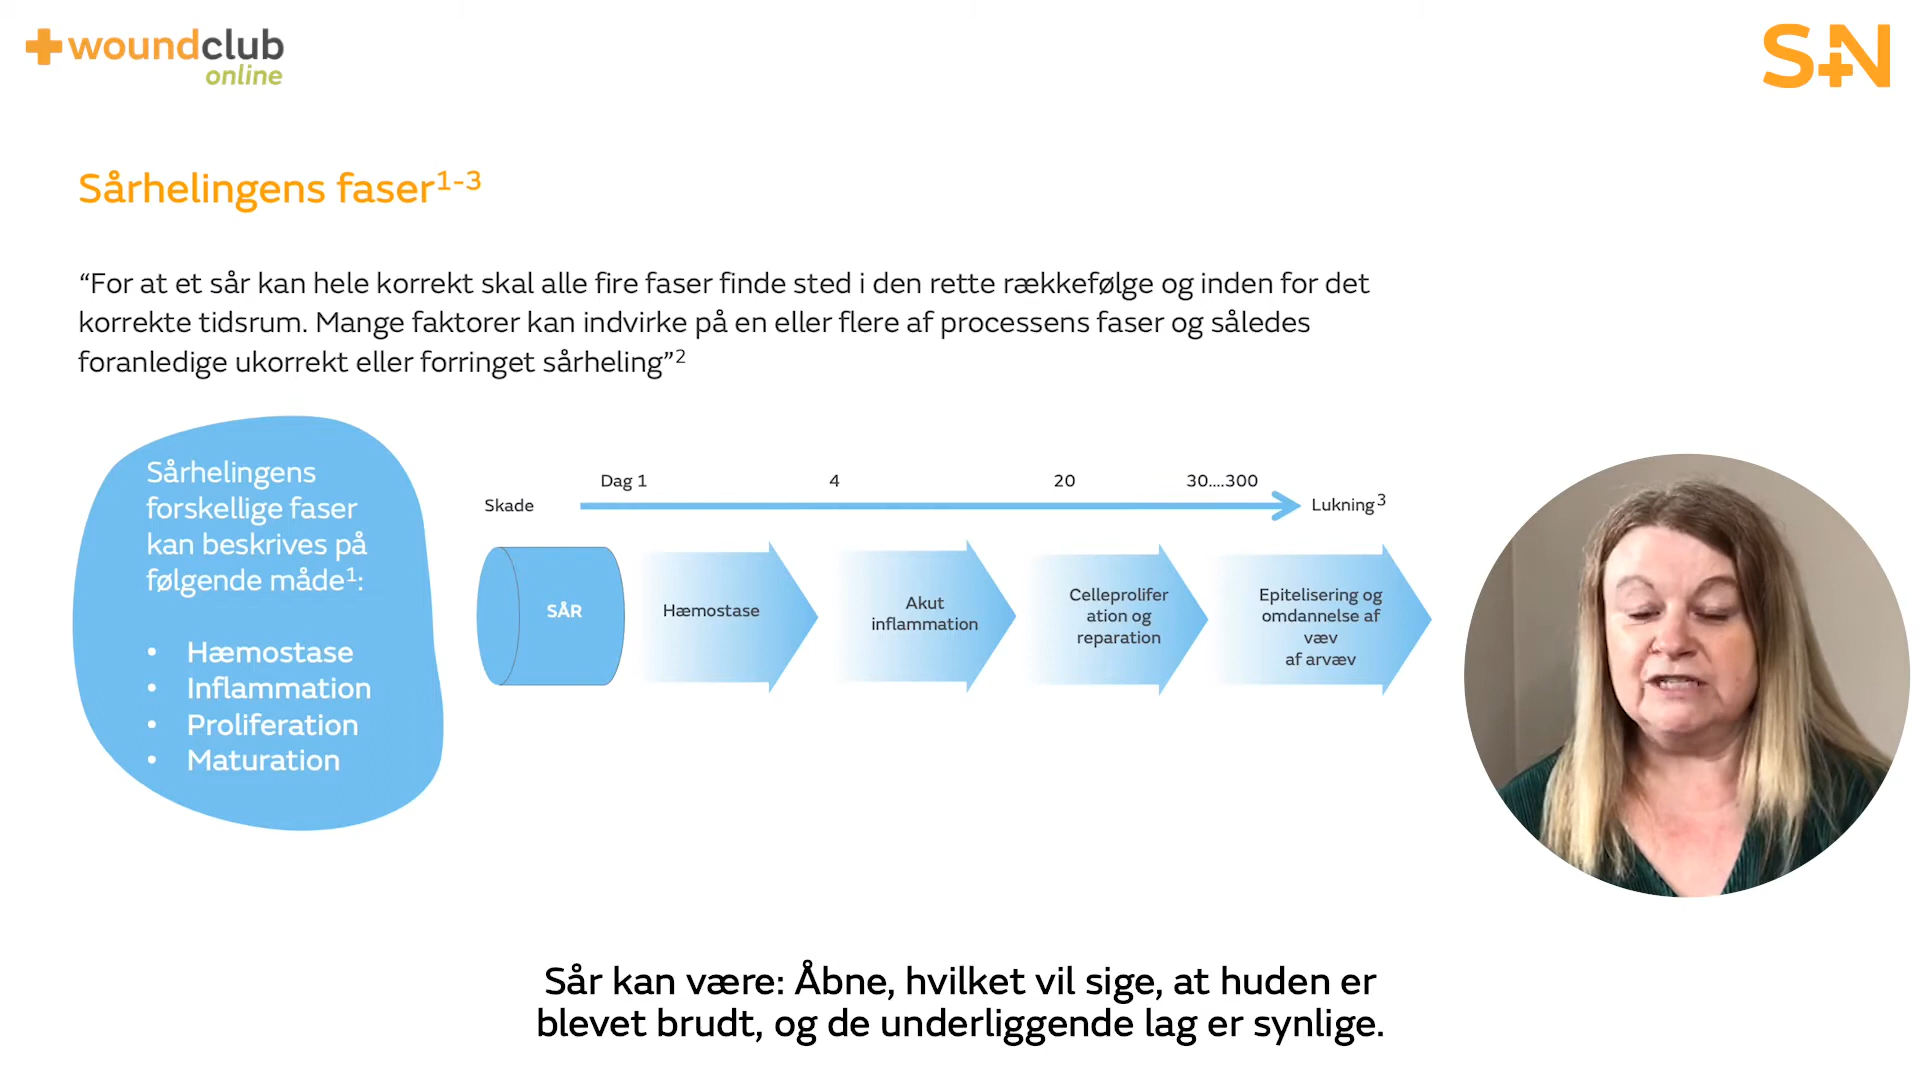 woundclub
online
S+N
Sårhelingens faser1-3
“For at et sår kan hele korrekt skal alle fire faser finde sted i den rette rækkefølge og inden for det
korrekte tidsrum. Mange faktorer kan indvirke på en eller flere af processens faser og således
foranledige ukorrekt eller forringet sårheling”2
Sårhelingens
forskellige faser
kan beskrives på
følgende måde1:
• Hæmostase
• Inflammation
• Proliferation
• Maturation
Dag 1 4 20 30....300
Skade Lukning3
SÅR
Hæmostase
Akut
inflammation
Celleprolifer
ation og
reparation
Epitelisering og
omdannelse af
væv
af arvæv
Sår kan være: Åbne, hvilket vil sige, at huden er
blevet brudt, og de underliggende lag er synlige.